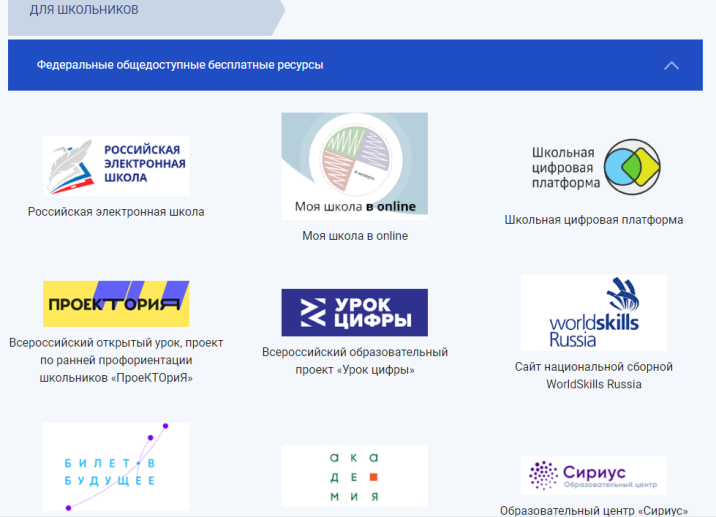 ДЛЯ ШКОЛЬНИКОВ
Федеральные общедоступные бесплатные ресурсы
РОССИЙСКАЯ
ЭЛЕКТРОННАЯ
ШКОЛА
Российская электронная школа
Моя школа в online
Моя школа в online
Школьная
цифровая
платформа
Школьная цифровая платформа
ПРОЕКТОРИЯ
Всероссийский открытый урок, проект
по ранней профориентации
школьников «ПроеКТОриЯ»
УРОК
ЦИФРЫ
Всероссийский образовательный
проект «Урок цифры»
worldskills
Russia
Сайт национальной сборной
WorldSkills Russia
БИЛЕТ В
БУДУЩЕЕ
АКА
ДЕ
МИЯ
Сириус
Образовательный центр
Образовательный центр «Сириус»